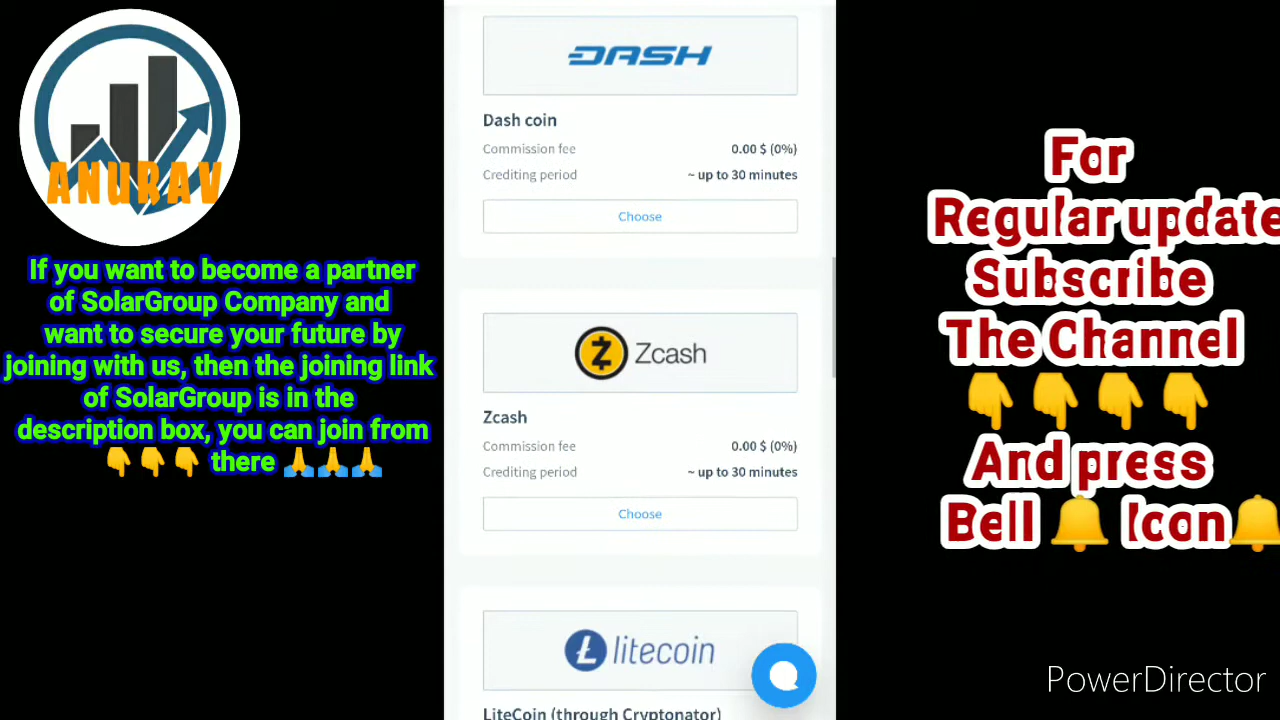 ANURAV
If you want to become a partner
of SolarGroup Company and
want to secure your future by
joining with us, then the joining link
of SolarGroup is in the
description box, you can join from
👇👇👇 there 🙏🙏🙏
DASH
Dash coin
Commission fee 0.00 $ (0%)
Crediting period ~ up to 30 minutes
Choose
Zcash
Zcash
Commission fee 0.00 $ (0%)
Crediting period ~ up to 30 minutes
Choose
litecoin
LiteCoin (through Cryptonator)
For
Regular update
Subscribe
The Channel
👇👇👇👇
And press
Bell 🔔 Icon🔔
PowerDirector